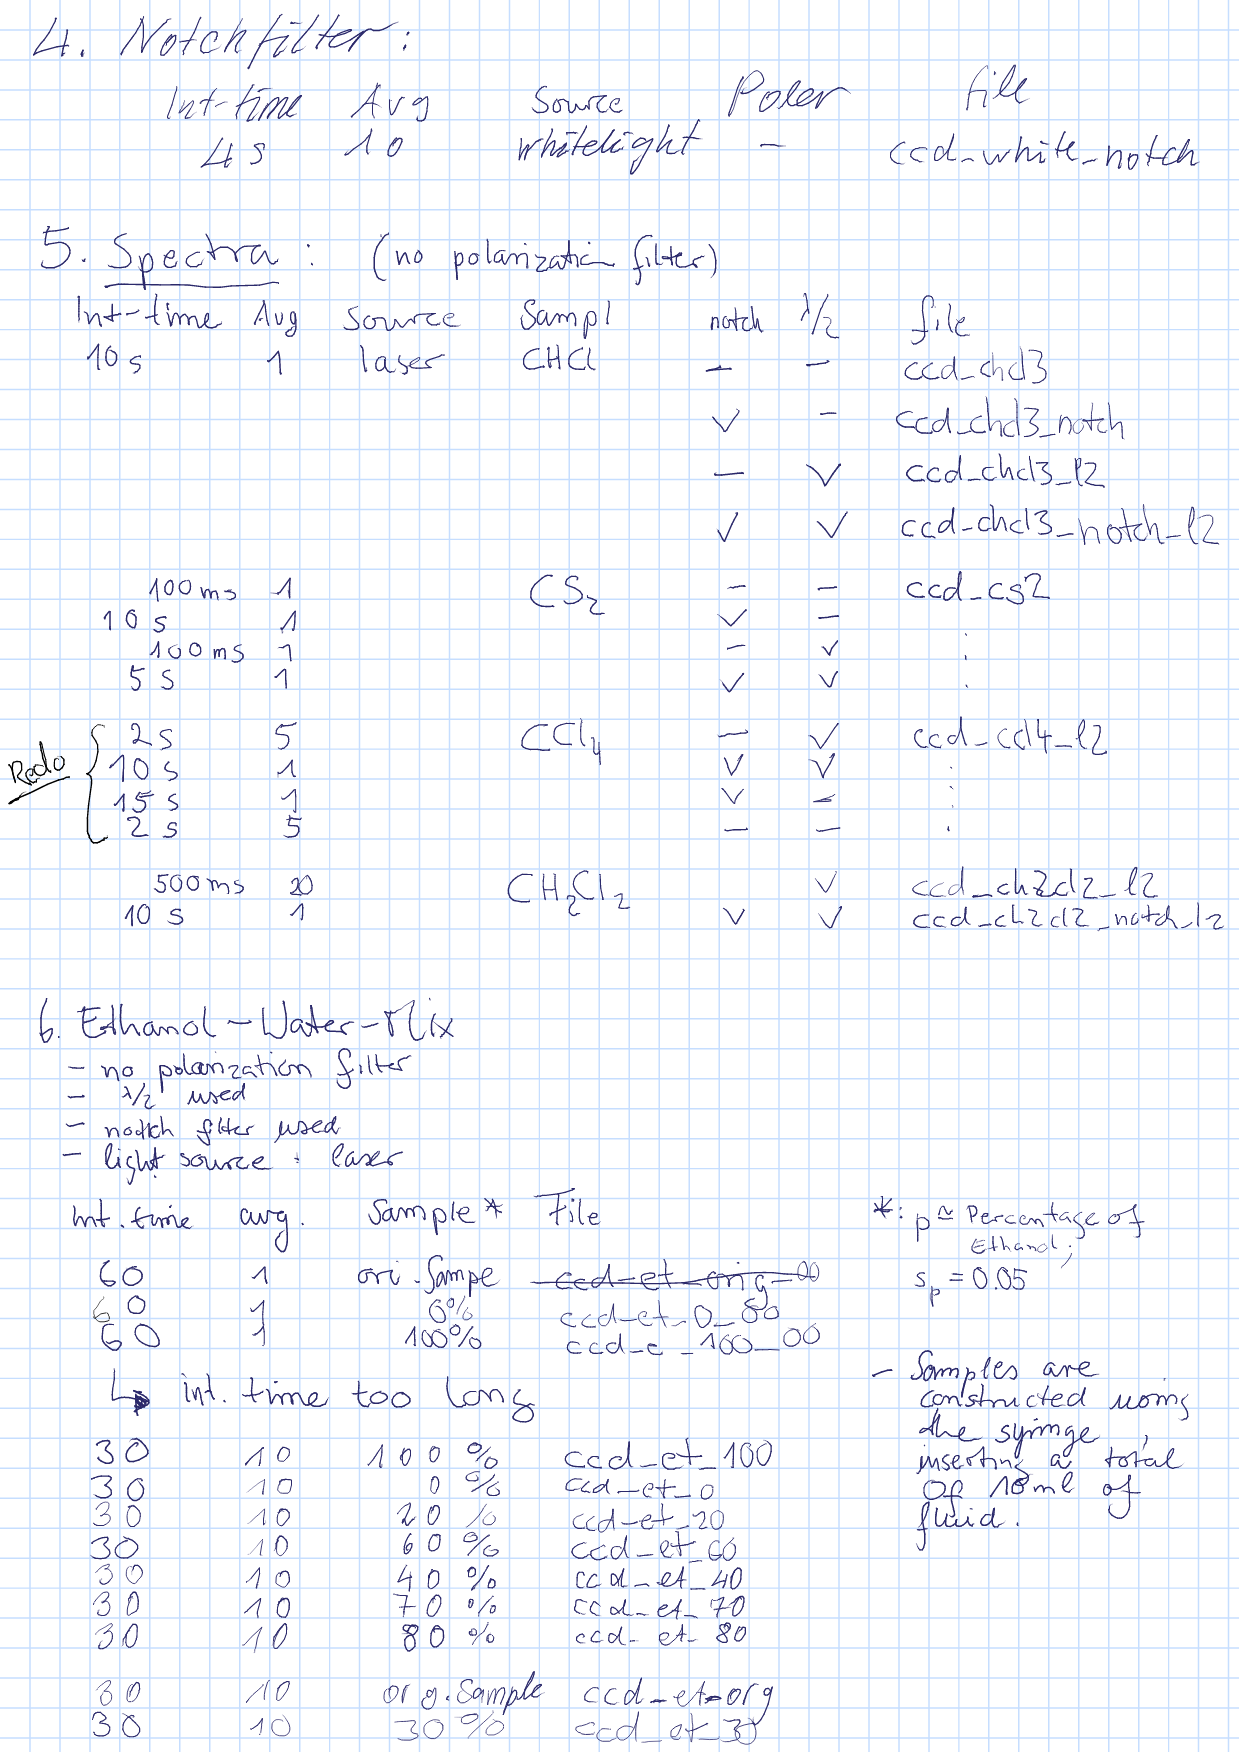 4. Notchfilter:
Int-time Avg Source Poler file
4 s 10 whitelight – ccd_white_notch
5. Spectra: (no polarization filter)
Int-time Avg Source Sampl notch λ/2 file
10 s 1 laser CHCl – – ccd_chcl3
✓ – ccd_chcl3_notch
– ✓ ccd_chcl3_l2
✓ ✓ ccd_chcl3_notch_l2
100 ms 1 CS₂ – – ccd_cs2
10 s 1 ✓ –
100 ms 1 – ✓ :
5 s 1 ✓ ✓ :
2 s 5 CCl₄ – ✓ ccd_ccl4_l2
Redo { 10 s 1 ✓ ✓ :
15 s 1 ✓ – :
2 s 5 – – .
500 ms 20 CH₂Cl₂ ✓ ccd_ch2cl2_l2
10 s 1 ✓ ✓ ccd_ch2cl2_notch_l2
6. Ethanol-Water-Mix
– no polarization filter
– λ/2 used
– notch filter used
– light source : laser
Int. time avg. Sample* File
60 1 ori. Sampe ccd-et-orig-00
60 1 0% ccd-et_0_00
60 1 100% ccd-e _100_00
↳ int. time too long
30 10 100 % ccd_et_100
30 10 0 % ccd_et_0
30 10 20 % ccd_et_20
30 10 60 % ccd_et_60
30 10 40 % ccd_et_40
30 10 70 % ccd_et_70
30 10 80 % ccd_et_80
30 10 org. Sample ccd_et_org
30 10 30 % ccd_et_30
*: p ≅ Percentage of
Ethanol;
s_p = 0.05
– Samples are
constructed using
the syringe,
inserting a total
of 10ml of
fluid.